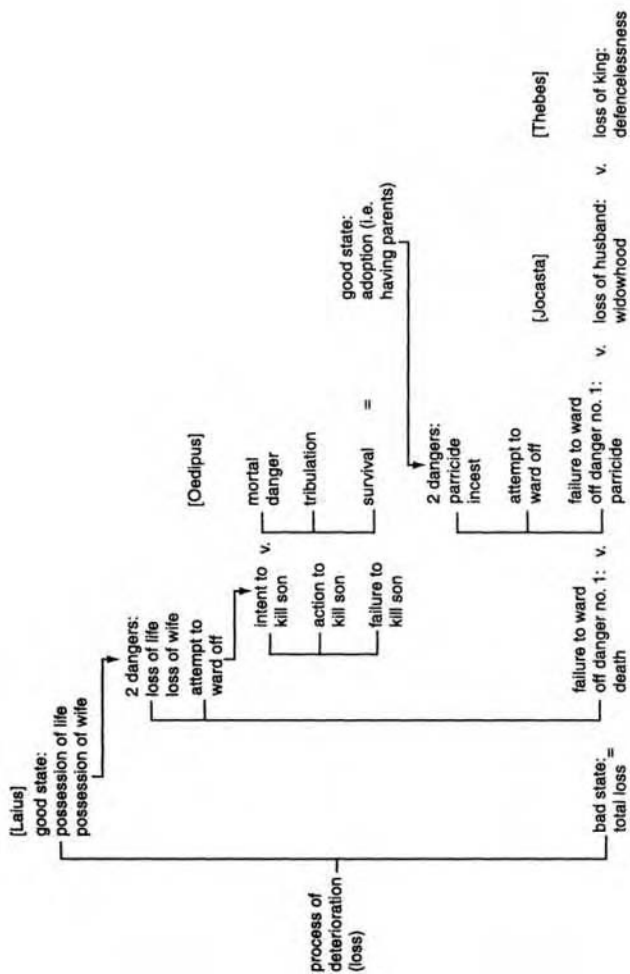 [Laius]
good state:
possession of life
possession of wife
process of
deterioration
(loss)
2 dangers:
loss of life
loss of wife
attempt to
ward off
[Oedipus]
intent to v.
kill son
mortal
danger
action to
kill son
tribulation
failure to
kill son
survival =
good state:
adoption (i.e.
having parents)
2 dangers:
parricide
incest
attempt to
ward off
[Jocasta]
[Thebes]
bad state: =
total loss
failure to ward
off danger no. 1: v.
death
failure to ward
off danger no. 1: v.
parricide
loss of husband: v.
widowhood
loss of king:
defencelessness